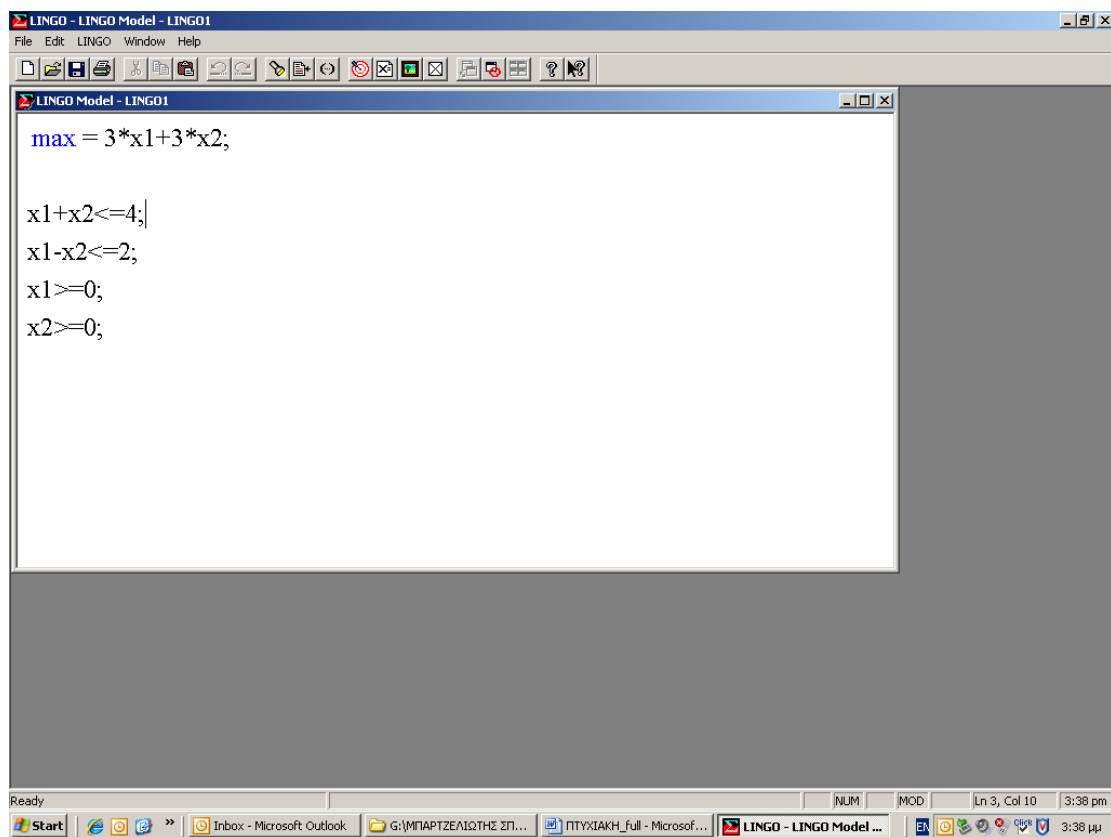 LINGO - LINGO Model - LINGO1
File Edit LINGO Window Help
LINGO Model - LINGO1
max = 3*x1+3*x2;
x1+x2<=4;
x1-x2<=2;
x1>=0;
x2>=0;
Ready NUM MOD Ln 3, Col 10 3:38 pm
Start » Inbox - Microsoft Outlook G:\ΜΠΑΡΤΖΕΛΙΩΤΗΣ ΣΠ... ΠΤΥΧΙΑΚΗ_full - Microsof... LINGO - LINGO Model ... EN 3:38 μμ